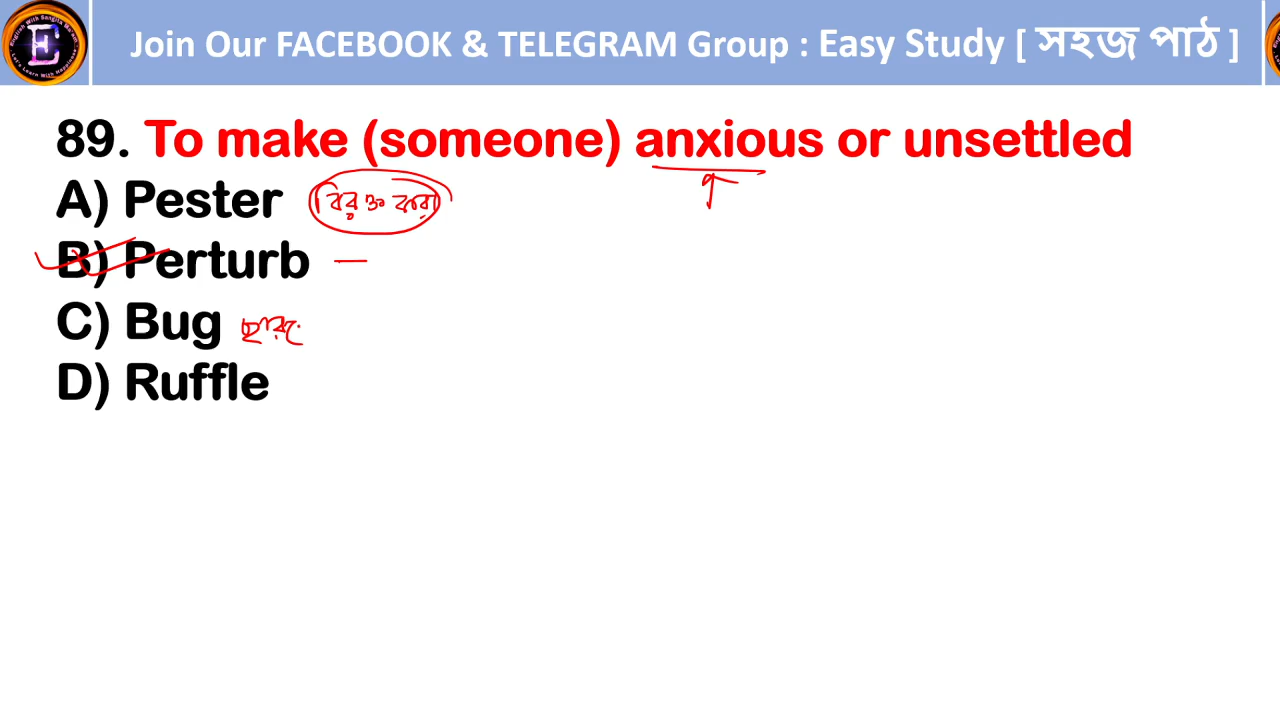 Join Our FACEBOOK & TELEGRAM Group : Easy Study [ সহজ পাঠ ]
89. To make (someone) anxious or unsettled
A) Pester বিরক্ত করা
B) Perturb —
C) Bug
D) Ruffle